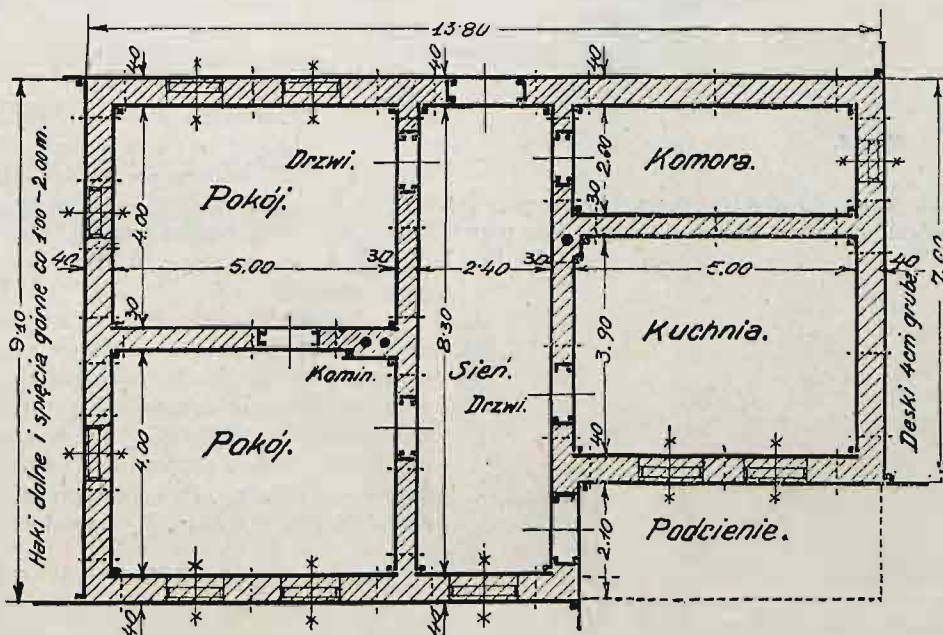 13·80
40
40
40
Drzwi.
Pokój.
4.00
Komora.
2.00
30
40
5.00
30
2·40
30
5.00
40
30
8.30
3.90
Kuchnia.
Komin.
Sień.
Drzwi.
Pokój.
4.00
40
2.10
Podcienie.
40
40
9·10
Haki dolne i spięcia górne co 1·00–2.00m.
Deski 4cm grube.
7.00